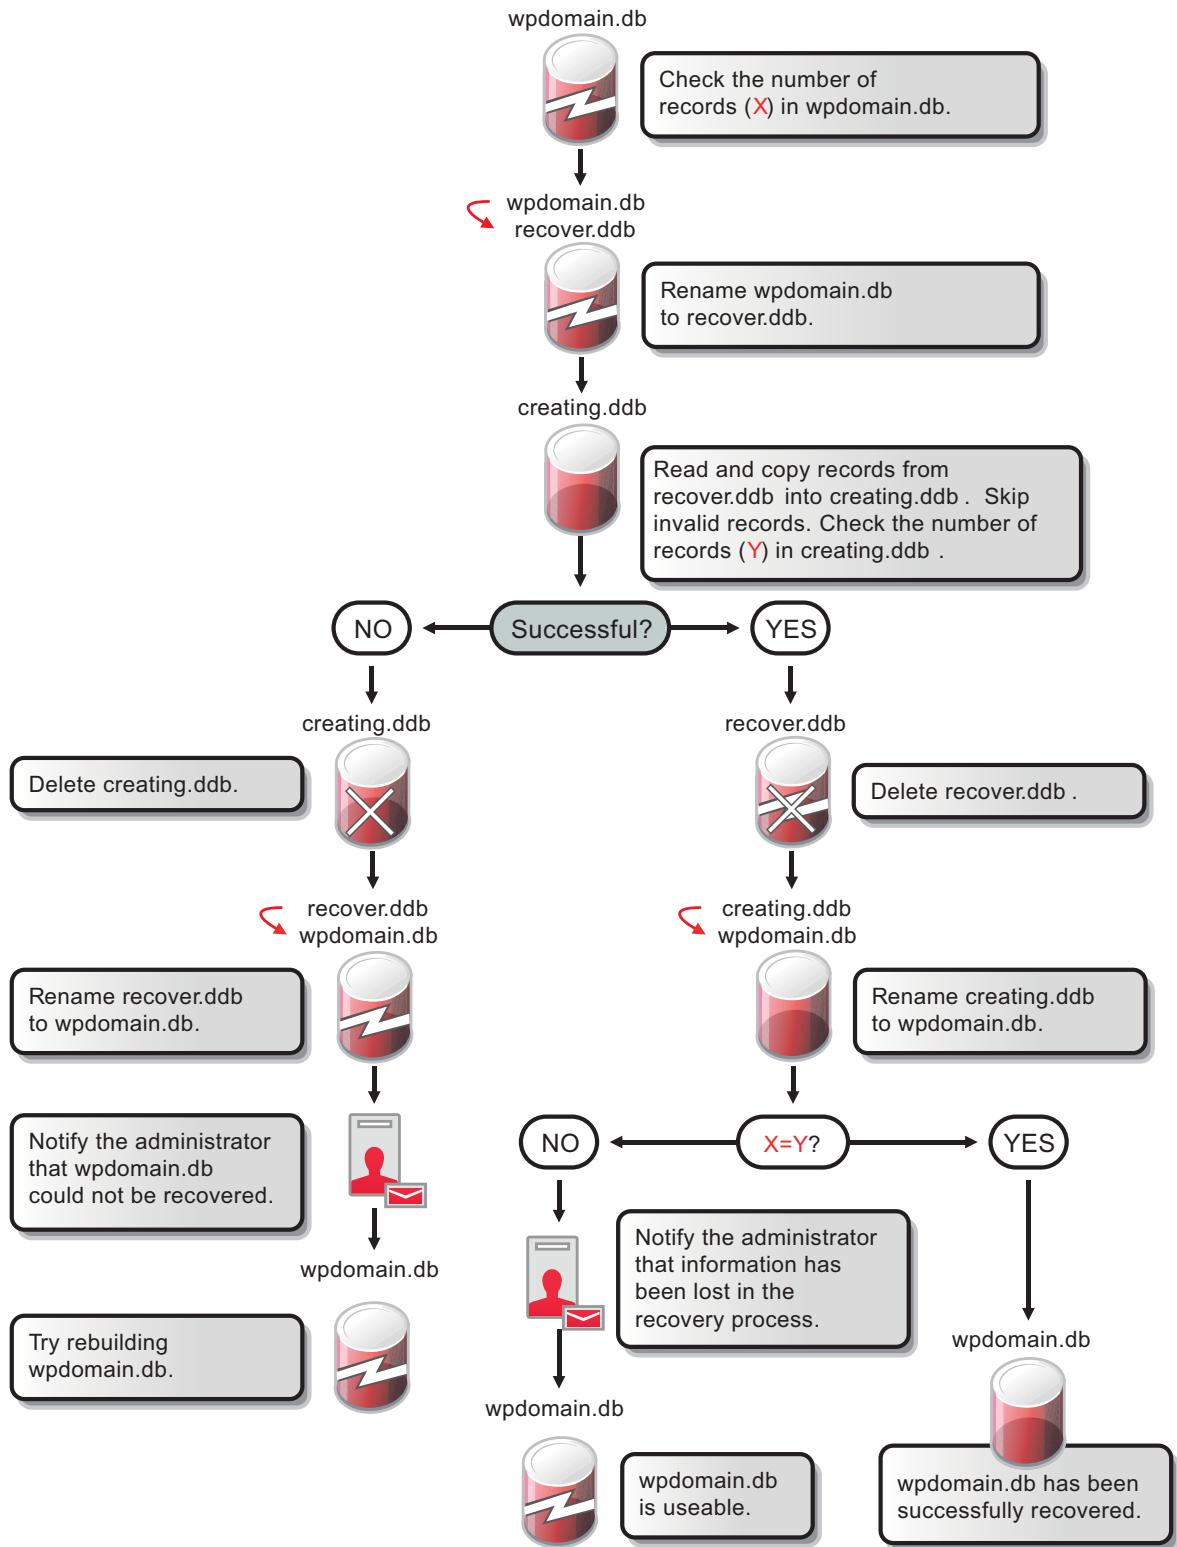 wpdomain.db
Check the number of
records (X) in wpdomain.db.
wpdomain.db
recover.ddb
Rename wpdomain.db
to recover.ddb.
creating.ddb
Read and copy records from
recover.ddb into creating.ddb . Skip
invalid records. Check the number of
records (Y) in creating.ddb .
NO
Successful?
YES
creating.ddb
Delete creating.ddb.
recover.ddb
wpdomain.db
Rename recover.ddb
to wpdomain.db.
Notify the administrator
that wpdomain.db
could not be recovered.
wpdomain.db
Try rebuilding
wpdomain.db.
recover.ddb
Delete recover.ddb .
creating.ddb
wpdomain.db
Rename creating.ddb
to wpdomain.db.
NO
X=Y?
YES
Notify the administrator
that information has
been lost in the
recovery process.
wpdomain.db
wpdomain.db
is useable.
wpdomain.db
wpdomain.db has been
successfully recovered.